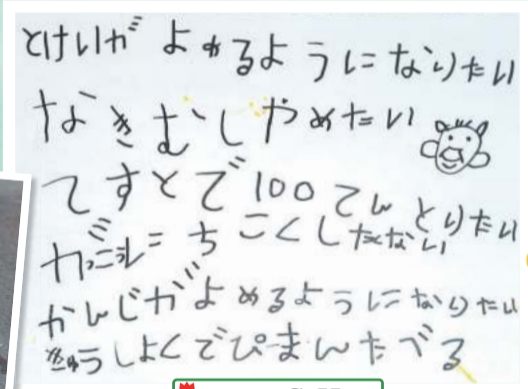 とけいが よめるようになりたい
なきむしやめたい
てすとで100てんとりたい
がっこうに ちこくしたくない
かんじがよめるようになりたい
きゅうしよくでぴまんたべる